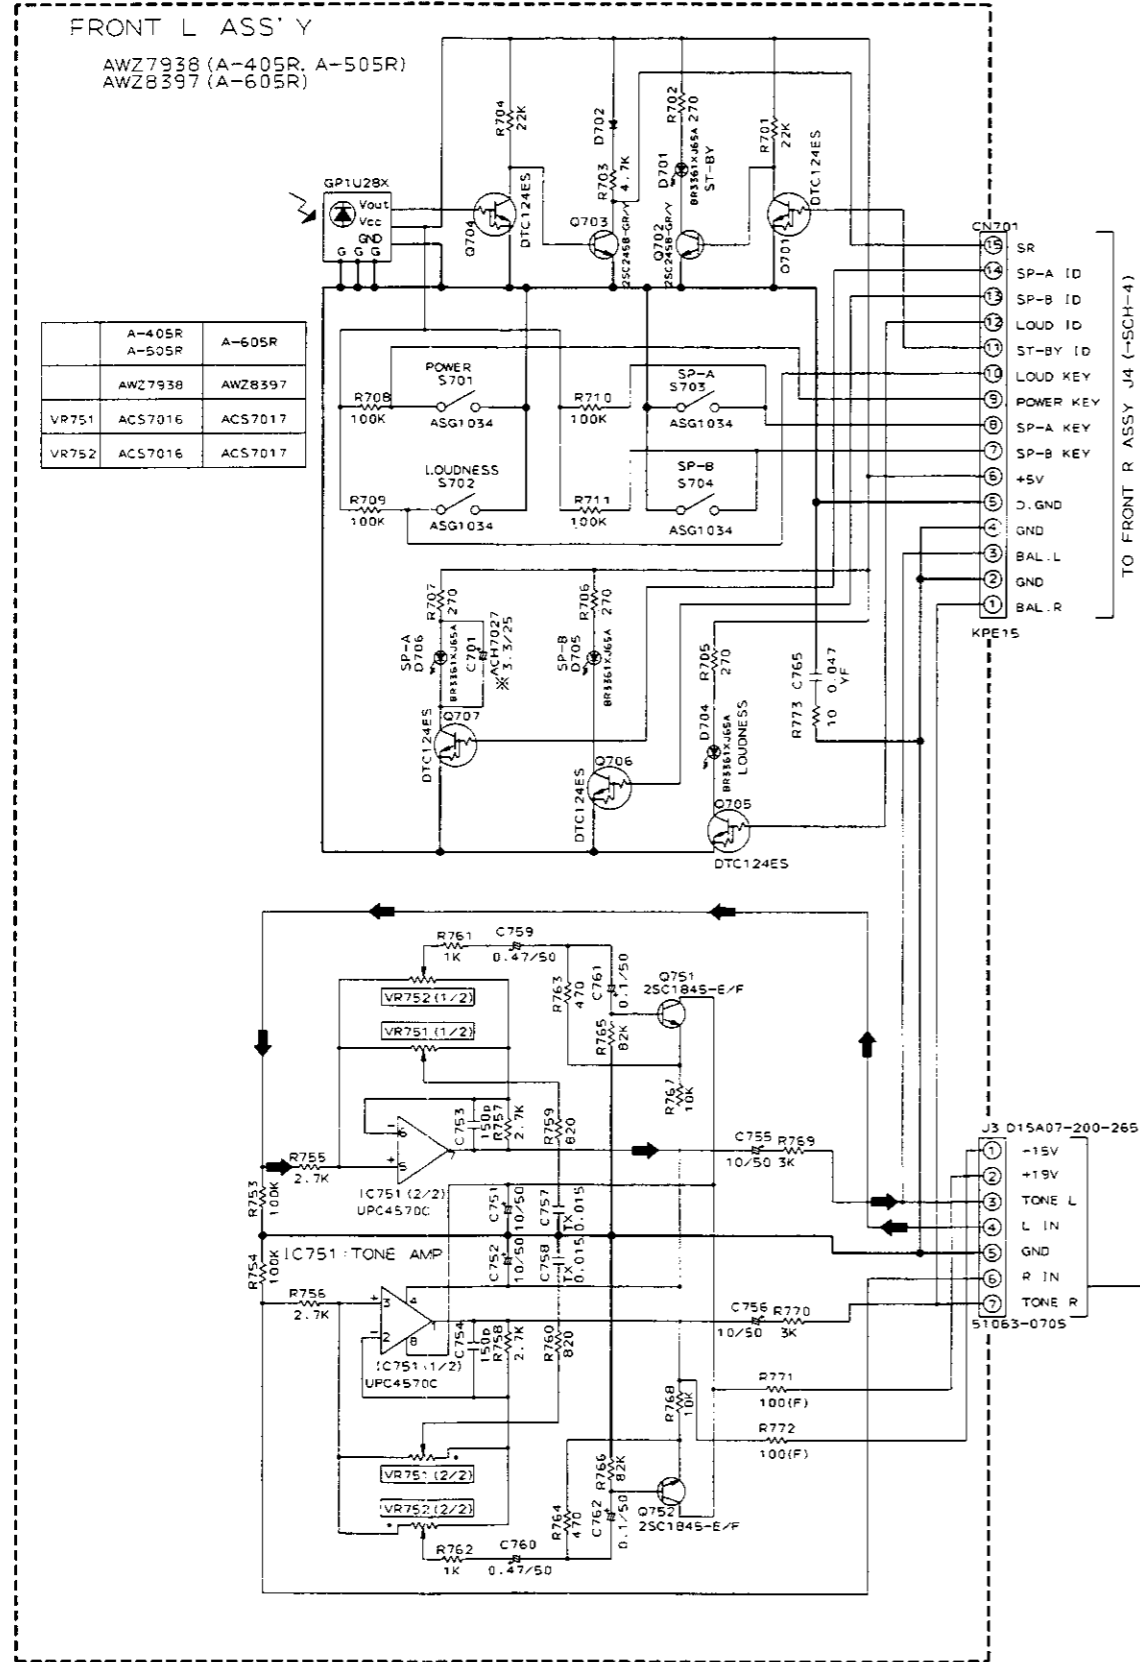 FRONT L ASS'Y
AWZ7938 (A-405R, A-505R)
AWZ8397 (A-605R)
R704
22K
D702
R703
4.7K
R702
270
D701
BR3361XJ65A
ST-BY
R701
22K
DTC124ES
GP1U28X
Vout
Vcc
GND
G G G
Q704
DTC124ES
Q703
2SC2458-GR/Y
Q702
2SC2458-GR/Y
Q701
CN701
15 SR
14 SP-A ID
13 SP-B ID
12 LOUD ID
11 ST-BY ID
10 LOUD KEY
9 POWER KEY
8 SP-A KEY
7 SP-B KEY
6 +5V
5 D.GND
4 GND
3 BAL.L
2 GND
1 BAL.R
KPE15
TO FRONT R ASSY J4 (→SCH-4)
A-405R
A-505R
A-605R
AWZ7938 AWZ8397
VR751 ACS7016 ACS7017
VR752 ACS7016 ACS7017
POWER
S701
R708
100K
ASG1034
SP-A
S703
R710
100K
ASG1034
LOUDNESS
S702
R709
100K
ASG1034
SP-B
S704
R711
100K
ASG1034
R707
270
SP-A
D706
BR3361XJ65A
C701
ACH7027
※ 3.3/25
R706
270
SP-B
D705
BR3361XJ65A
R705
270
D704
BR3361XJ65A
LOUDNESS
R773 C765
10 0.047
YF
Q707
DTC124ES
Q706
DTC124ES
Q705
DTC124ES
R761
1K
C759
0.47/50
R763
470
C761
0.1/50
Q751
2SC1845-E/F
VR752(1/2)
VR751(1/2)
R765
82K
R767
10K
C753
150p
R757
2.7K
R759
820
6
5
7
R755
2.7K
IC751(2/2)
UPC4570C
R753
100K
C751
10/50
C757
TX
0.015
C755
10/50
R769
3K
J3 D15A07-200-265
1 -15V
2 +19V
3 TONE L
4 L IN
5 GND
6 R IN
7 TONE R
51063-0705
IC751:TONE AMP
R754
100K
C752
10/50
C758
TX
0.015
R756
2.7K
3
2
4
8
1
IC751(1/2)
UPC4570C
C754
150p
R758
2.7K
R760
820
C756
10/50
R770
3K
R768
10K
R771
100(F)
R772
100(F)
VR751(2/2)
VR752(2/2)
R766
82K
R764
470
C762
0.1/50
Q752
2SC1845-E/F
R762
1K
C760
0.47/50